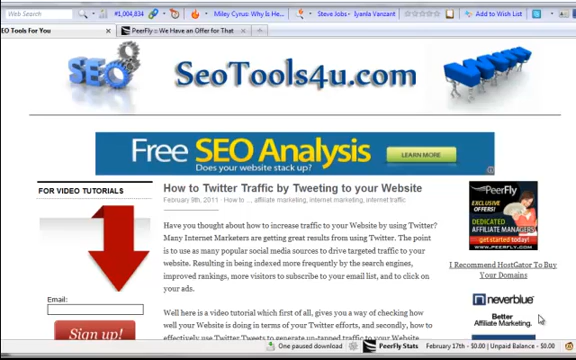 Web Search
#1,004,834
Miley Cyrus: Why Is He...
Steve Jobs
Iyanla Vanzant
Add to Wish List
EO Tools For You
PeerFly :: We Have an Offer for That
SEO
SeoTools4u.com
WWW
Free SEO Analysis
Does your website stack up?
LEARN MORE
FOR VIDEO TUTORIALS
How to Twitter Traffic by Tweeting to your Website
February 9th, 2011 · How to ... affiliate marketing, internet marketing, internet traffic
Have you thought about how to increase traffic to your Website by using Twitter?
Many Internet Marketers are getting great results from using Twitter. The point
is to use as many popular social media sources to drive targeted traffic to your
website. Resulting in being indexed more frequently by the search engines,
improved rankings, more visitors to subscribe to your email list, and to click on
your ads.
Well here is a video tutorial which first of all, gives you a way of checking how
well your Website is doing in terms of your Twitter efforts, and secondly, how to
effectively use Twitter Tweets to generate un-tapped traffic to your website
Email:
Sign up!
PEERFLY
EXCLUSIVE
OFFERS!
DEDICATED
AFFILIATE
MANAGERS
get started today!
WWW.PEERFLY.COM
I Recommend HostGator To Buy
Your Domains
neverblue
Better
Affiliate Marketing.
One paused download
PeerFly Stats
February 17th - $0.00 | Unpaid Balance - $0.00